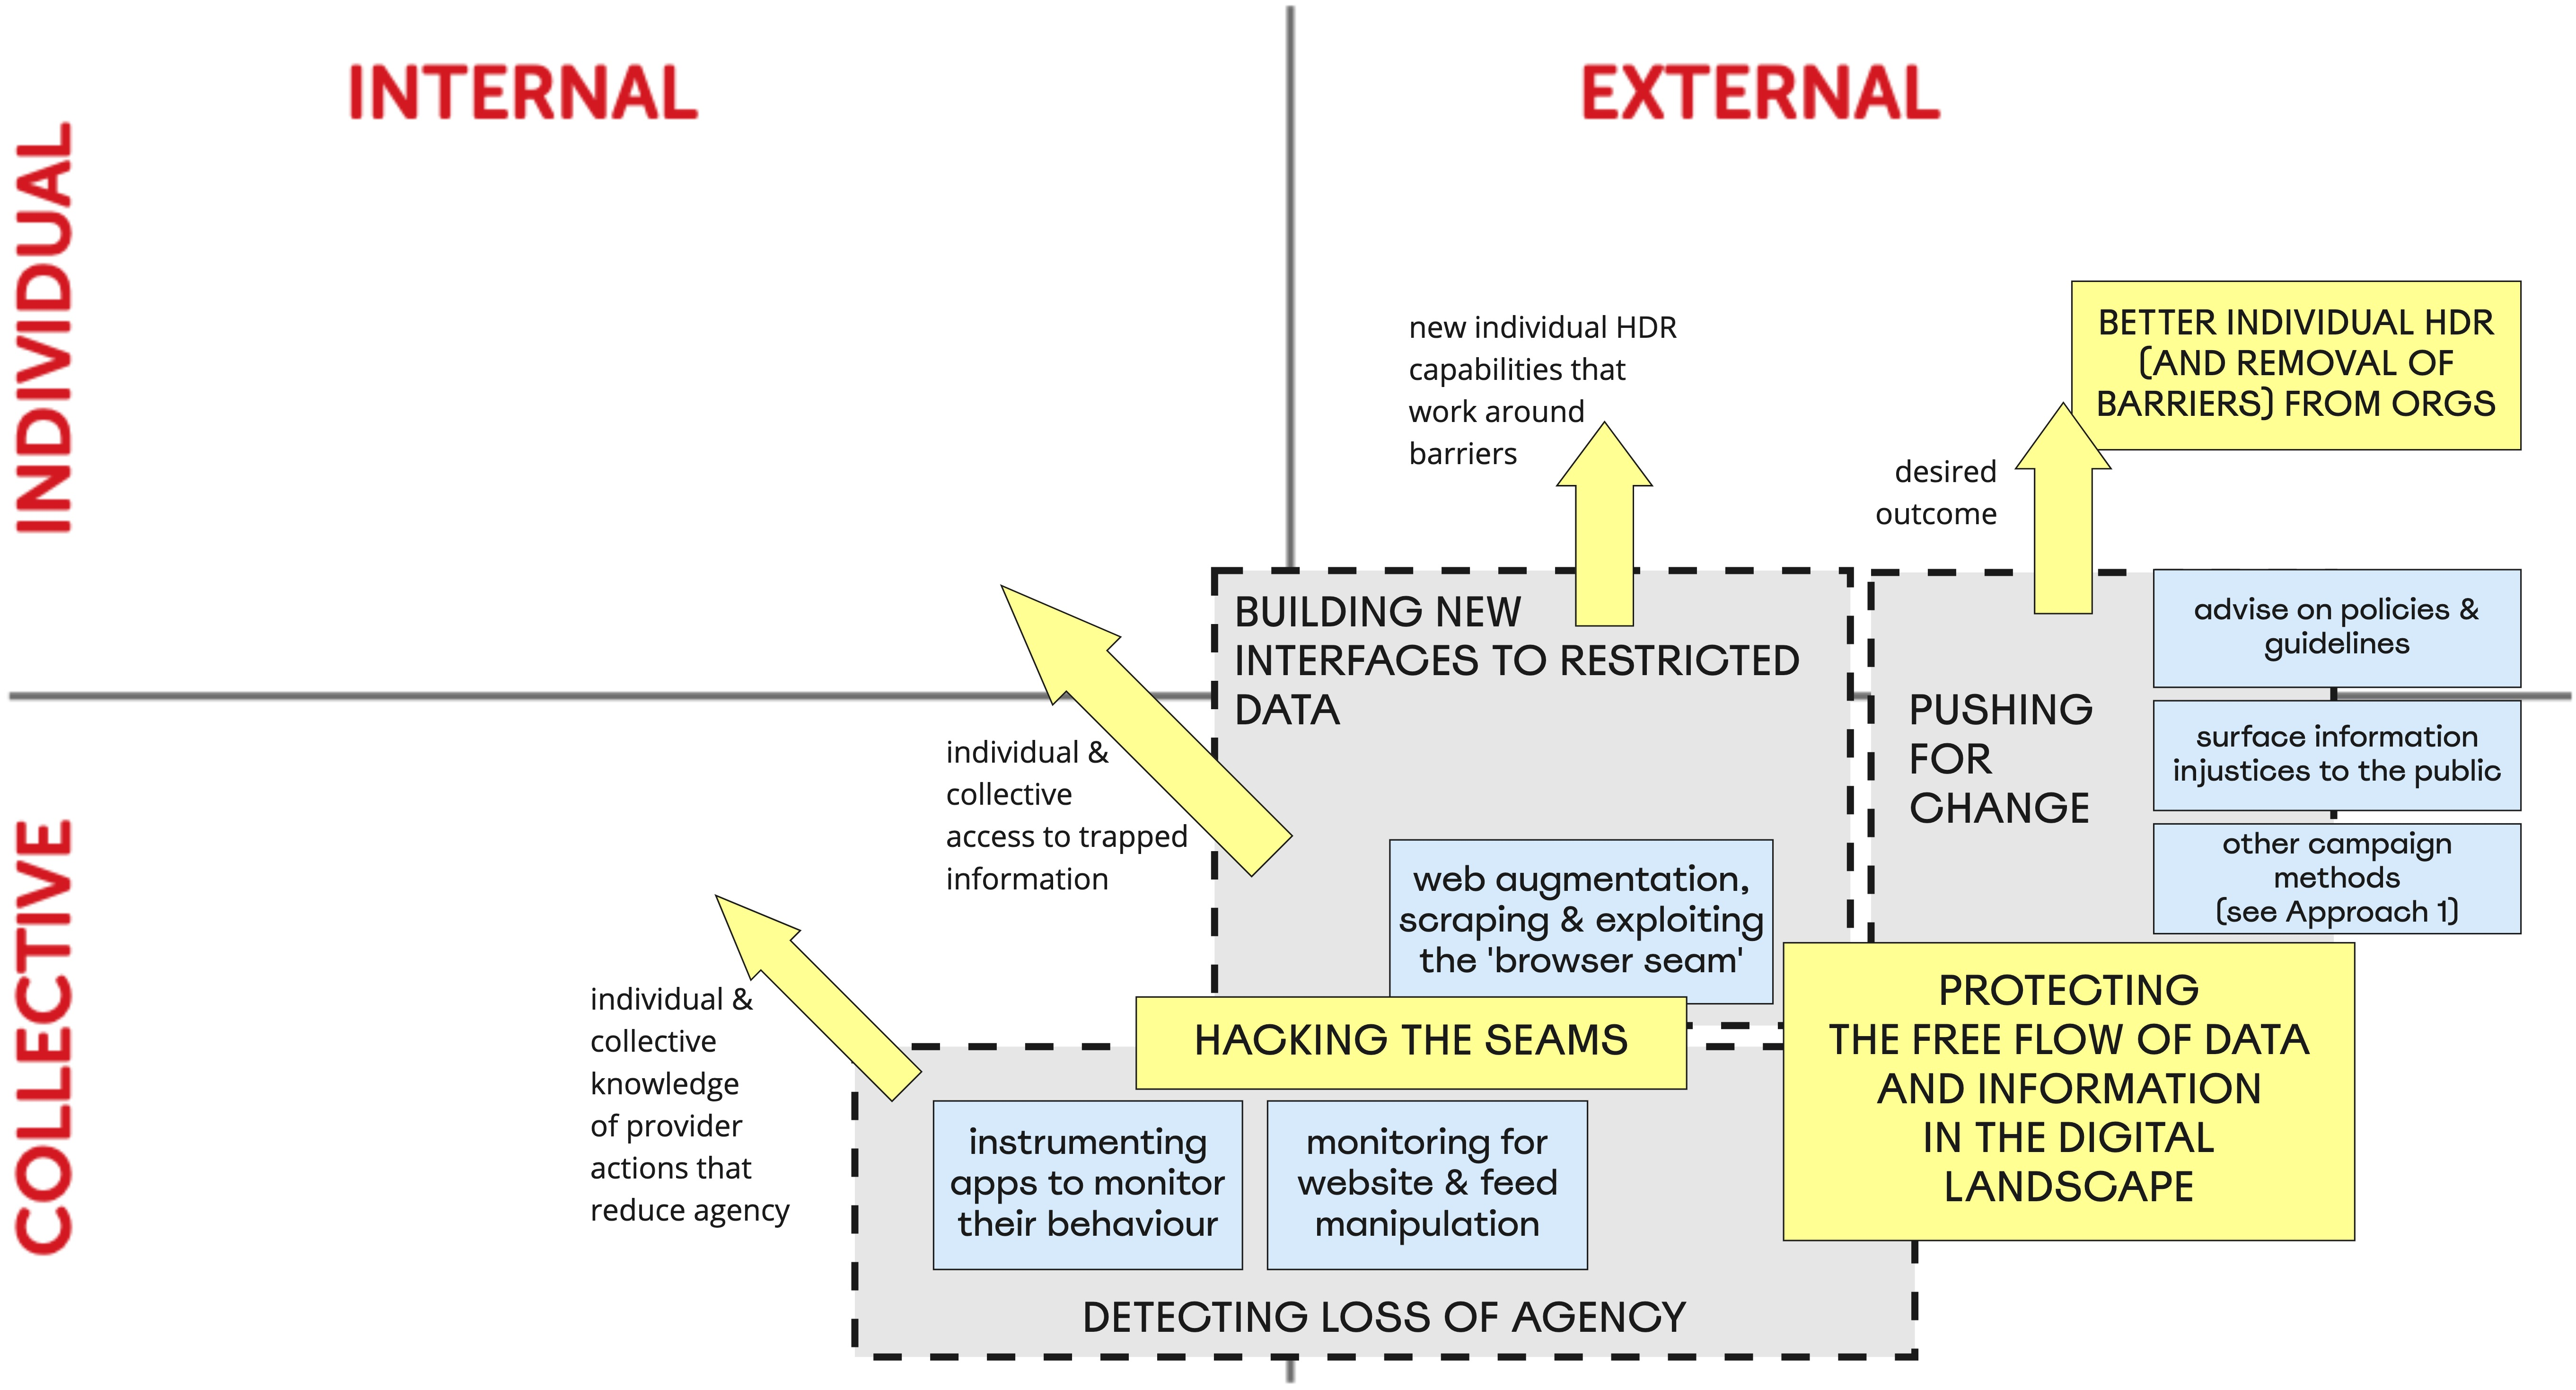 INTERNAL
EXTERNAL
INDIVIDUAL
COLLECTIVE
new individual HDR
capabilities that
work around
barriers
BETTER INDIVIDUAL HDR
(AND REMOVAL OF
BARRIERS) FROM ORGS
desired
outcome
BUILDING NEW
INTERFACES TO RESTRICTED
DATA
PUSHING
FOR
CHANGE
advise on policies &
guidelines
surface information
injustices to the public
other campaign
methods
(see Approach 1)
individual &
collective
access to trapped
information
web augmentation,
scraping & exploiting
the 'browser seam'
HACKING THE SEAMS
PROTECTING
THE FREE FLOW OF DATA
AND INFORMATION
IN THE DIGITAL
LANDSCAPE
individual &
collective
knowledge
of provider
actions that
reduce agency
instrumenting
apps to monitor
their behaviour
monitoring for
website & feed
manipulation
DETECTING LOSS OF AGENCY